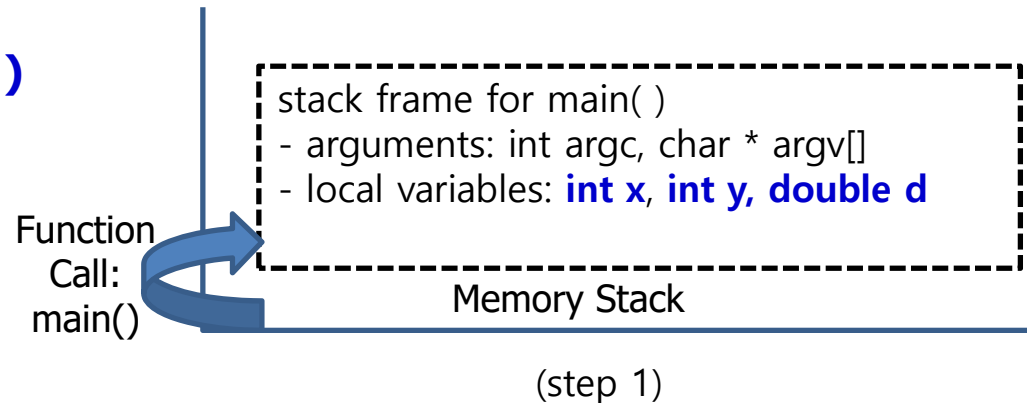 )
stack frame for main( )
- arguments: int argc, char * argv[]
- local variables: int x, int y, double d
Function
Call:
main()
Memory Stack
(step 1)